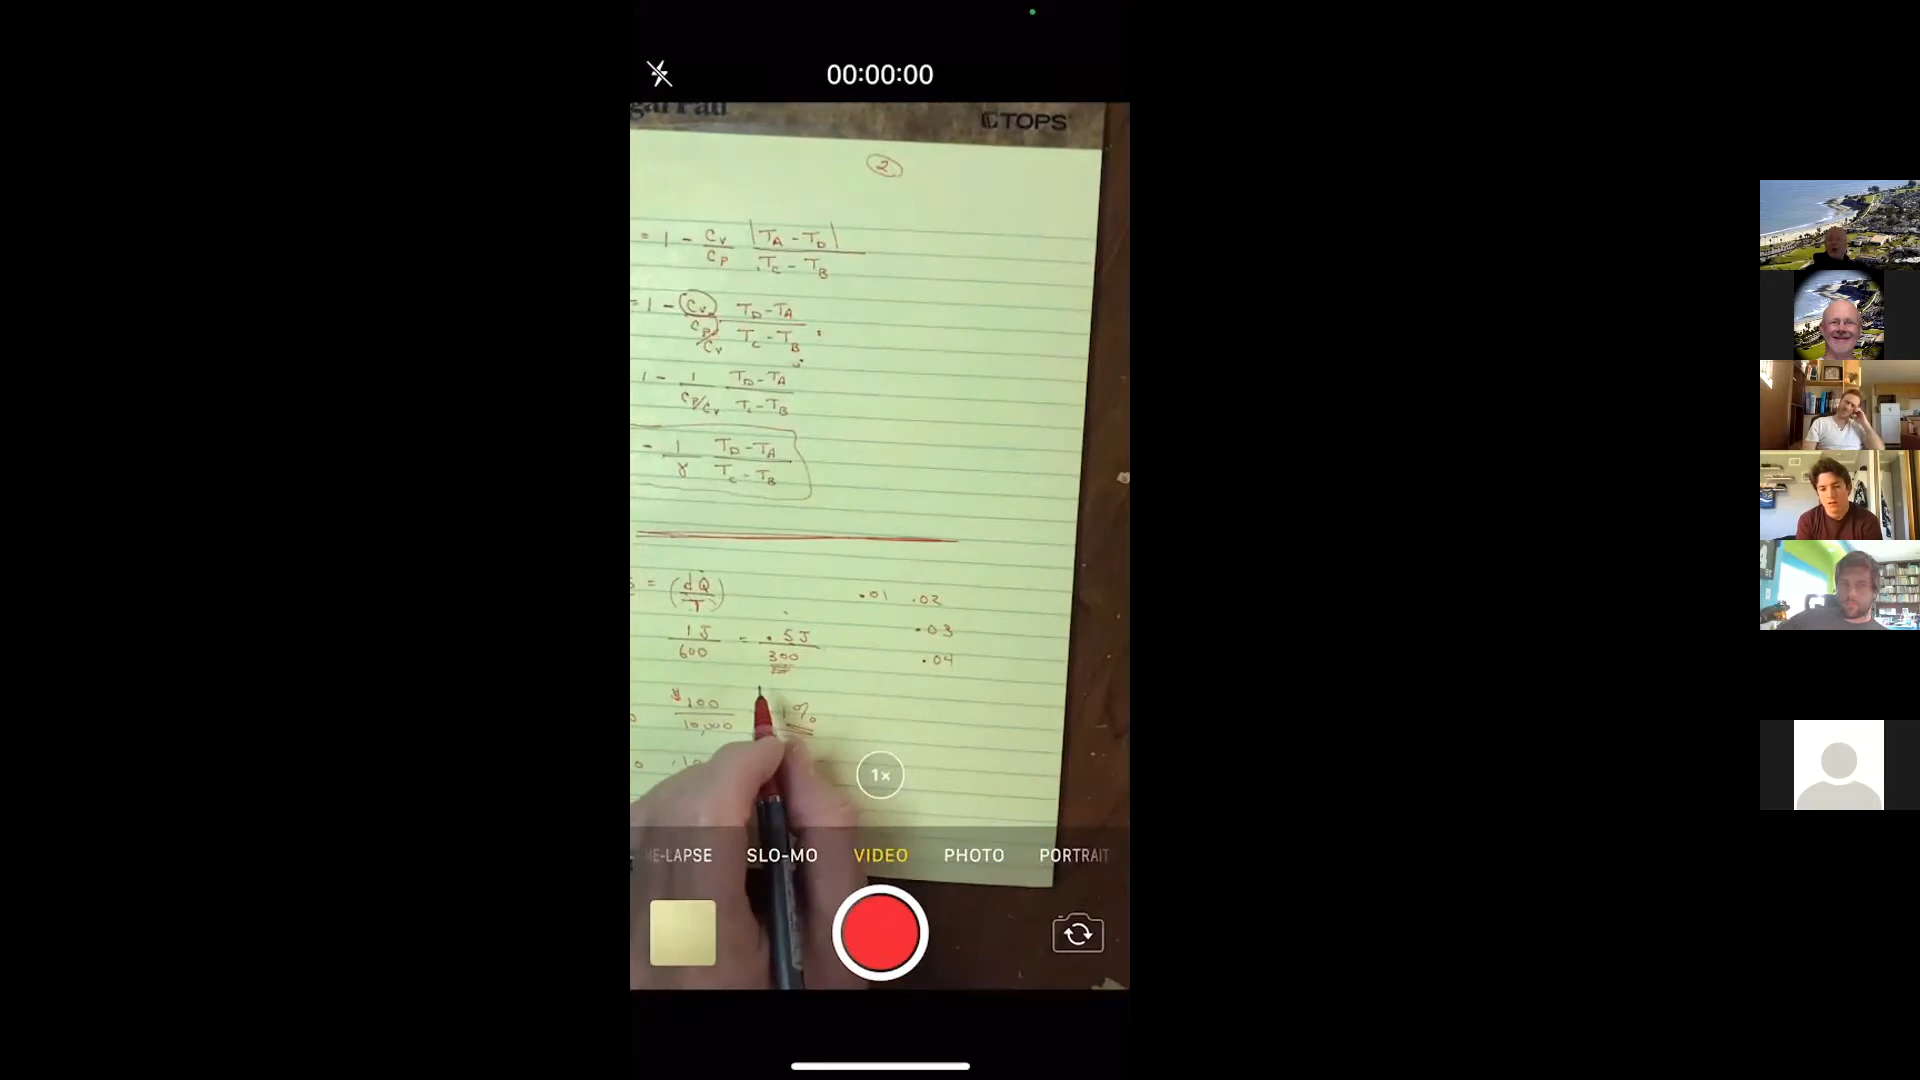 00:00:00
TOPS
2
= 1 - Cv/Cp |TA - TD|/TC - TB
= 1 - Cv/Cp/Cv TD - TA/TC - TB
1 - 1/Cp/Cv TD - TA/TC - TB
- 1/γ TD - TA/TC - TB
= (dQ/T) .01 .02
1J/600 = .5J/300 .03
.04
100/10,000 1%
1×
E-LAPSE SLO-MO VIDEO PHOTO PORTRAIT